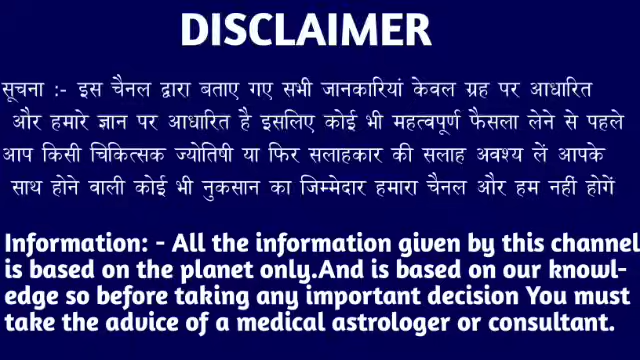 DISCLAIMER
सूचना :- इस चैनल द्वारा बताए गए सभी जानकारियां केवल ग्रह पर आधारित
और हमारे ज्ञान पर आधारित है इसलिए कोई भी महत्वपूर्ण फैसला लेने से पहले
आप किसी चिकित्सक ज्योतिषी या फिर सलाहकार की सलाह अवश्य लें आपके
साथ होने वाली कोई भी नुकसान का जिम्मेदार हमारा चैनल और हम नहीं होगें
Information: - All the information given by this channel
is based on the planet only.And is based on our knowl-
edge so before taking any important decision You must
take the advice of a medical astrologer or consultant.